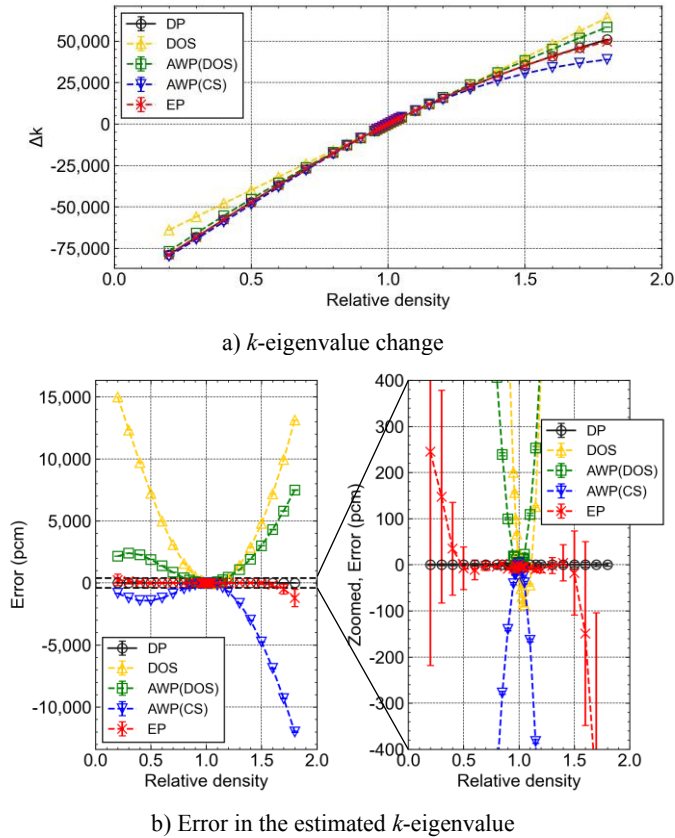 50,000
25,000
0
-25,000
-50,000
-75,000
Δk
DP
DOS
AWP(DOS)
AWP(CS)
EP
0.0 0.5 1.0 1.5 2.0
Relative density
a) k-eigenvalue change
15,000
10,000
5,000
0
-5,000
-10,000
Error (pcm)
DP
DOS
AWP(DOS)
AWP(CS)
EP
0.0 0.5 1.0 1.5 2.0
Relative density
400
300
200
100
0
-100
-200
-300
-400
Zoomed, Error (pcm)
DP
DOS
AWP(DOS)
AWP(CS)
EP
0.0 0.5 1.0 1.5 2.0
Relative density
b) Error in the estimated k-eigenvalue